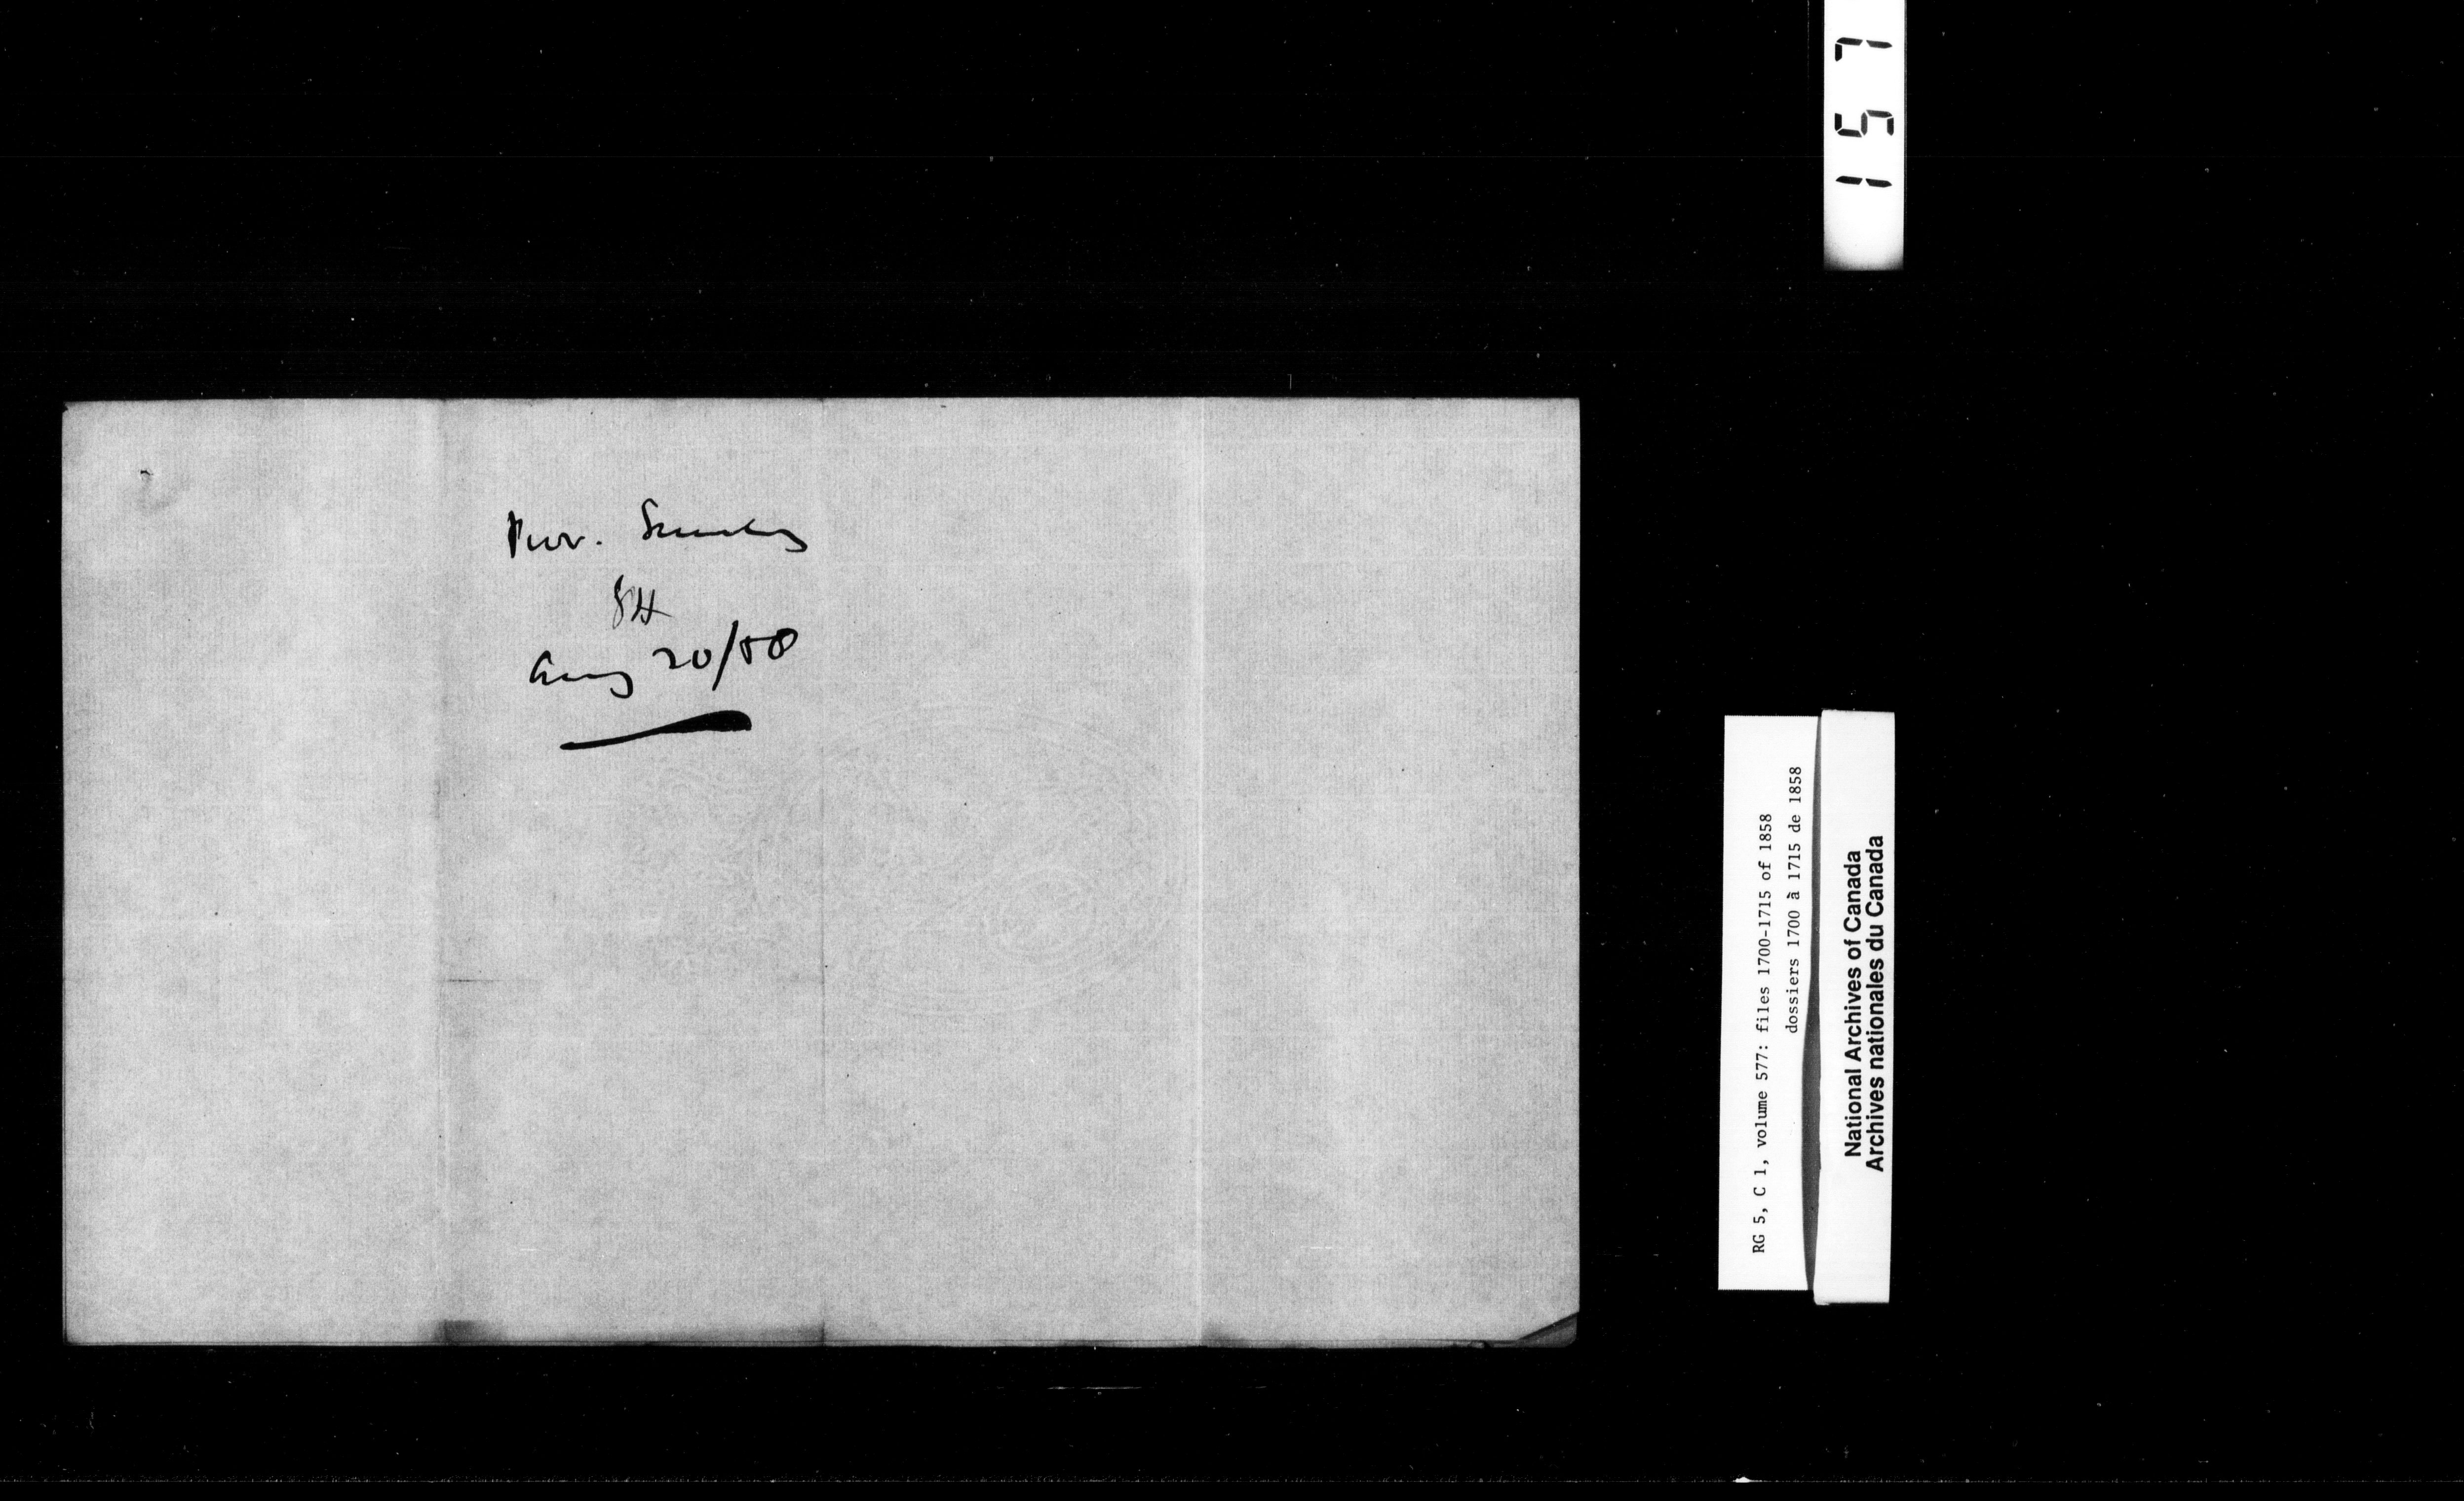 Prov. Secretary
Aug 20/58
157
RG 5, C 1, volume 577: files 1700-1715 of 1858
dossiers 1700 à 1715 de 1858
National Archives of Canada
Archives nationales du Canada